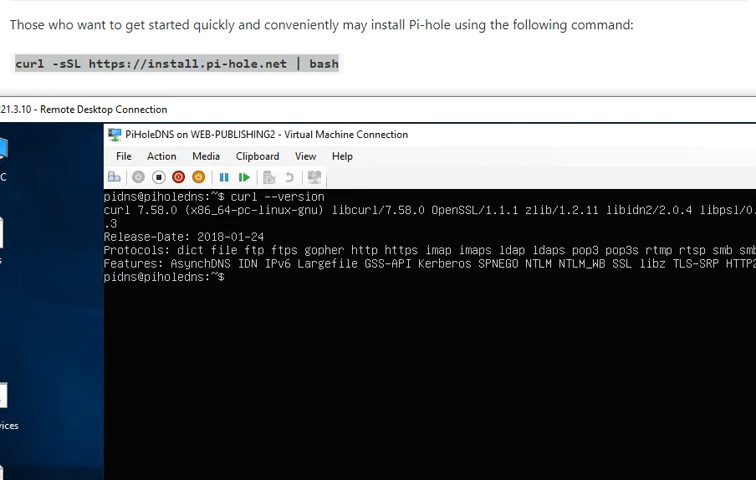 Those who want to get started quickly and conveniently may install Pi-hole using the following command:
curl -sSL https://install.pi-hole.net | bash
221.3.10 - Remote Desktop Connection
PiHoleDNS on WEB-PUBLISHING2 - Virtual Machine Connection
File Action Media Clipboard View Help
pidns@piholedns:~$ curl --version
curl 7.58.0 (x86_64-pc-linux-gnu) libcurl/7.58.0 OpenSSL/1.1.1 zlib/1.2.11 libidn2/2.0.4 libpsl/0.
.3
Release-Date: 2018-01-24
Protocols: dict file ftp ftps gopher http https imap imaps ldap ldaps pop3 pop3s rtmp rtsp smb smb
Features: AsynchDNS IDN IPv6 Largefile GSS-API Kerberos SPNEGO NTLM NTLM_WB SSL libz TLS-SRP HTTP2
pidns@piholedns:~$
C
s
vices